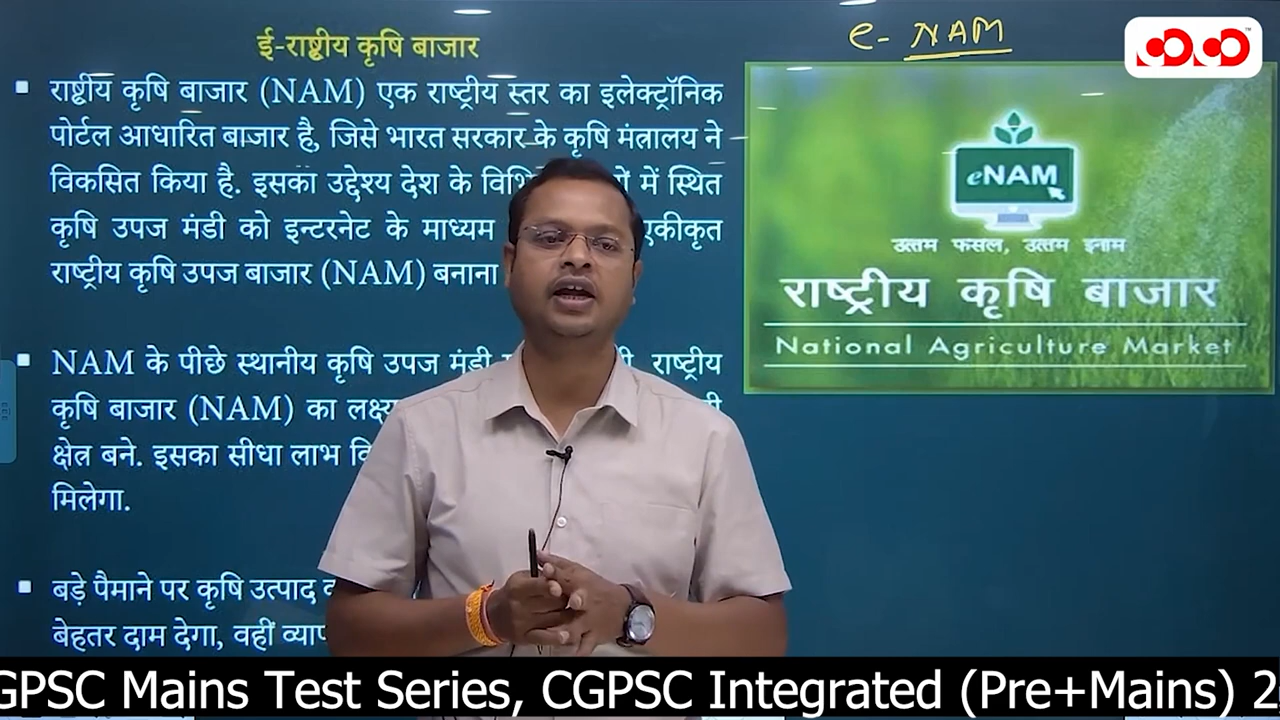 ई-राष्ट्रीय कृषि बाजार
e- NAM
राष्ट्रीय कृषि बाजार (NAM) एक राष्ट्रीय स्तर का इलेक्ट्रॉनिक
पोर्टल आधारित बाजार है, जिसे भारत सरकार के कृषि मंत्रालय ने
विकसित किया है. इसका उद्देश्य देश के में स्थित
कृषि उपज मंडी को इन्टरनेट के माध्यम एकीकृत
राष्ट्रीय कृषि उपज बाजार (NAM) बनाना
NAM के पीछे स्थानीय कृषि उपज मंडी राष्ट्रीय
कृषि बाजार (NAM) का
क्षेत्र बने. इसका सीधा लाभ
मिलेगा.
बड़े पैमाने पर कृषि उत्पाद
बेहतर दाम देगा, वहीं
eNAM
उत्तम फसल, उत्तम इनाम
राष्ट्रीय कृषि बाजार
National Agriculture Market
GPSC Mains Test Series, CGPSC Integrated (Pre+Mains) 2